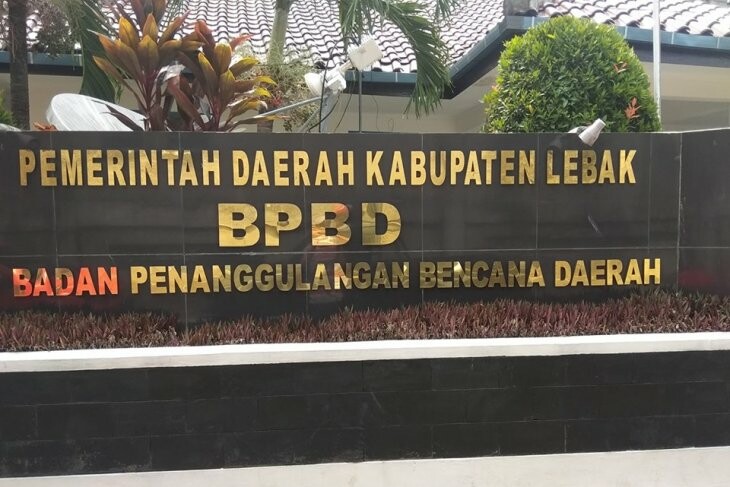 PEMERINTAH DAERAH KABUPATEN LEBAK
BPBD
BADAN PENANGGULANGAN BENCANA DAERAH